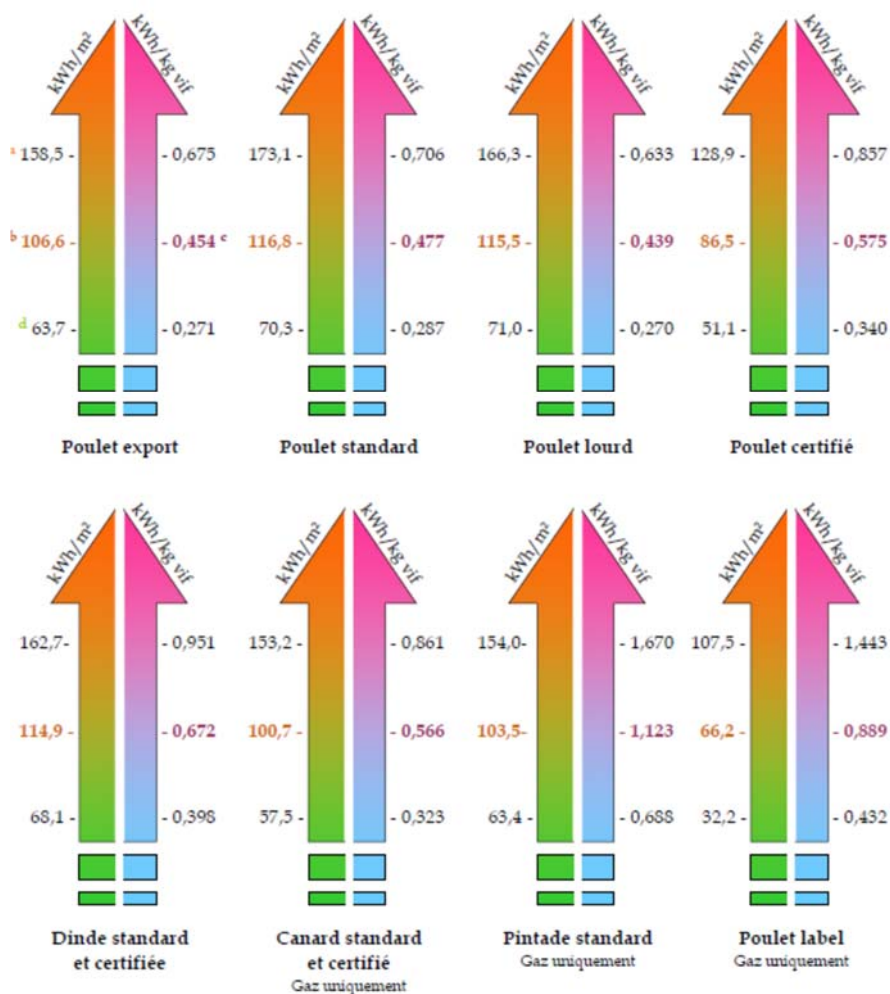 kWh/m² kWh/kg vif kWh/m² kWh/kg vif kWh/m² kWh/kg vif kWh/m² kWh/kg vif
a 158,5 - - 0,675 173,1 - - 0,706 166,3 - - 0,633 128,9 - - 0,857
b 106,6 - - 0,454 c 116,8 - - 0,477 115,5 - - 0,439 86,5 - - 0,575
d 63,7 - - 0,271 70,3 - - 0,287 71,0 - - 0,270 51,1 - - 0,340
Poulet export Poulet standard Poulet lourd Poulet certifié
kWh/m² kWh/kg vif kWh/m² kWh/kg vif kWh/m² kWh/kg vif kWh/m² kWh/kg vif
162,7- - 0,951 153,2 - - 0,861 154,0- - 1,670 107,5 - - 1,443
114,9 - - 0,672 100,7 - - 0,566 103,5- - 1,123 66,2 - - 0,889
68,1 - - 0,398 57,5 - - 0,323 63,4 - - 0,688 32,2 - - 0,432
Dinde standard Canard standard Pintade standard Poulet label
et certifiée et certifié Gaz uniquement Gaz uniquement
Gaz uniquement